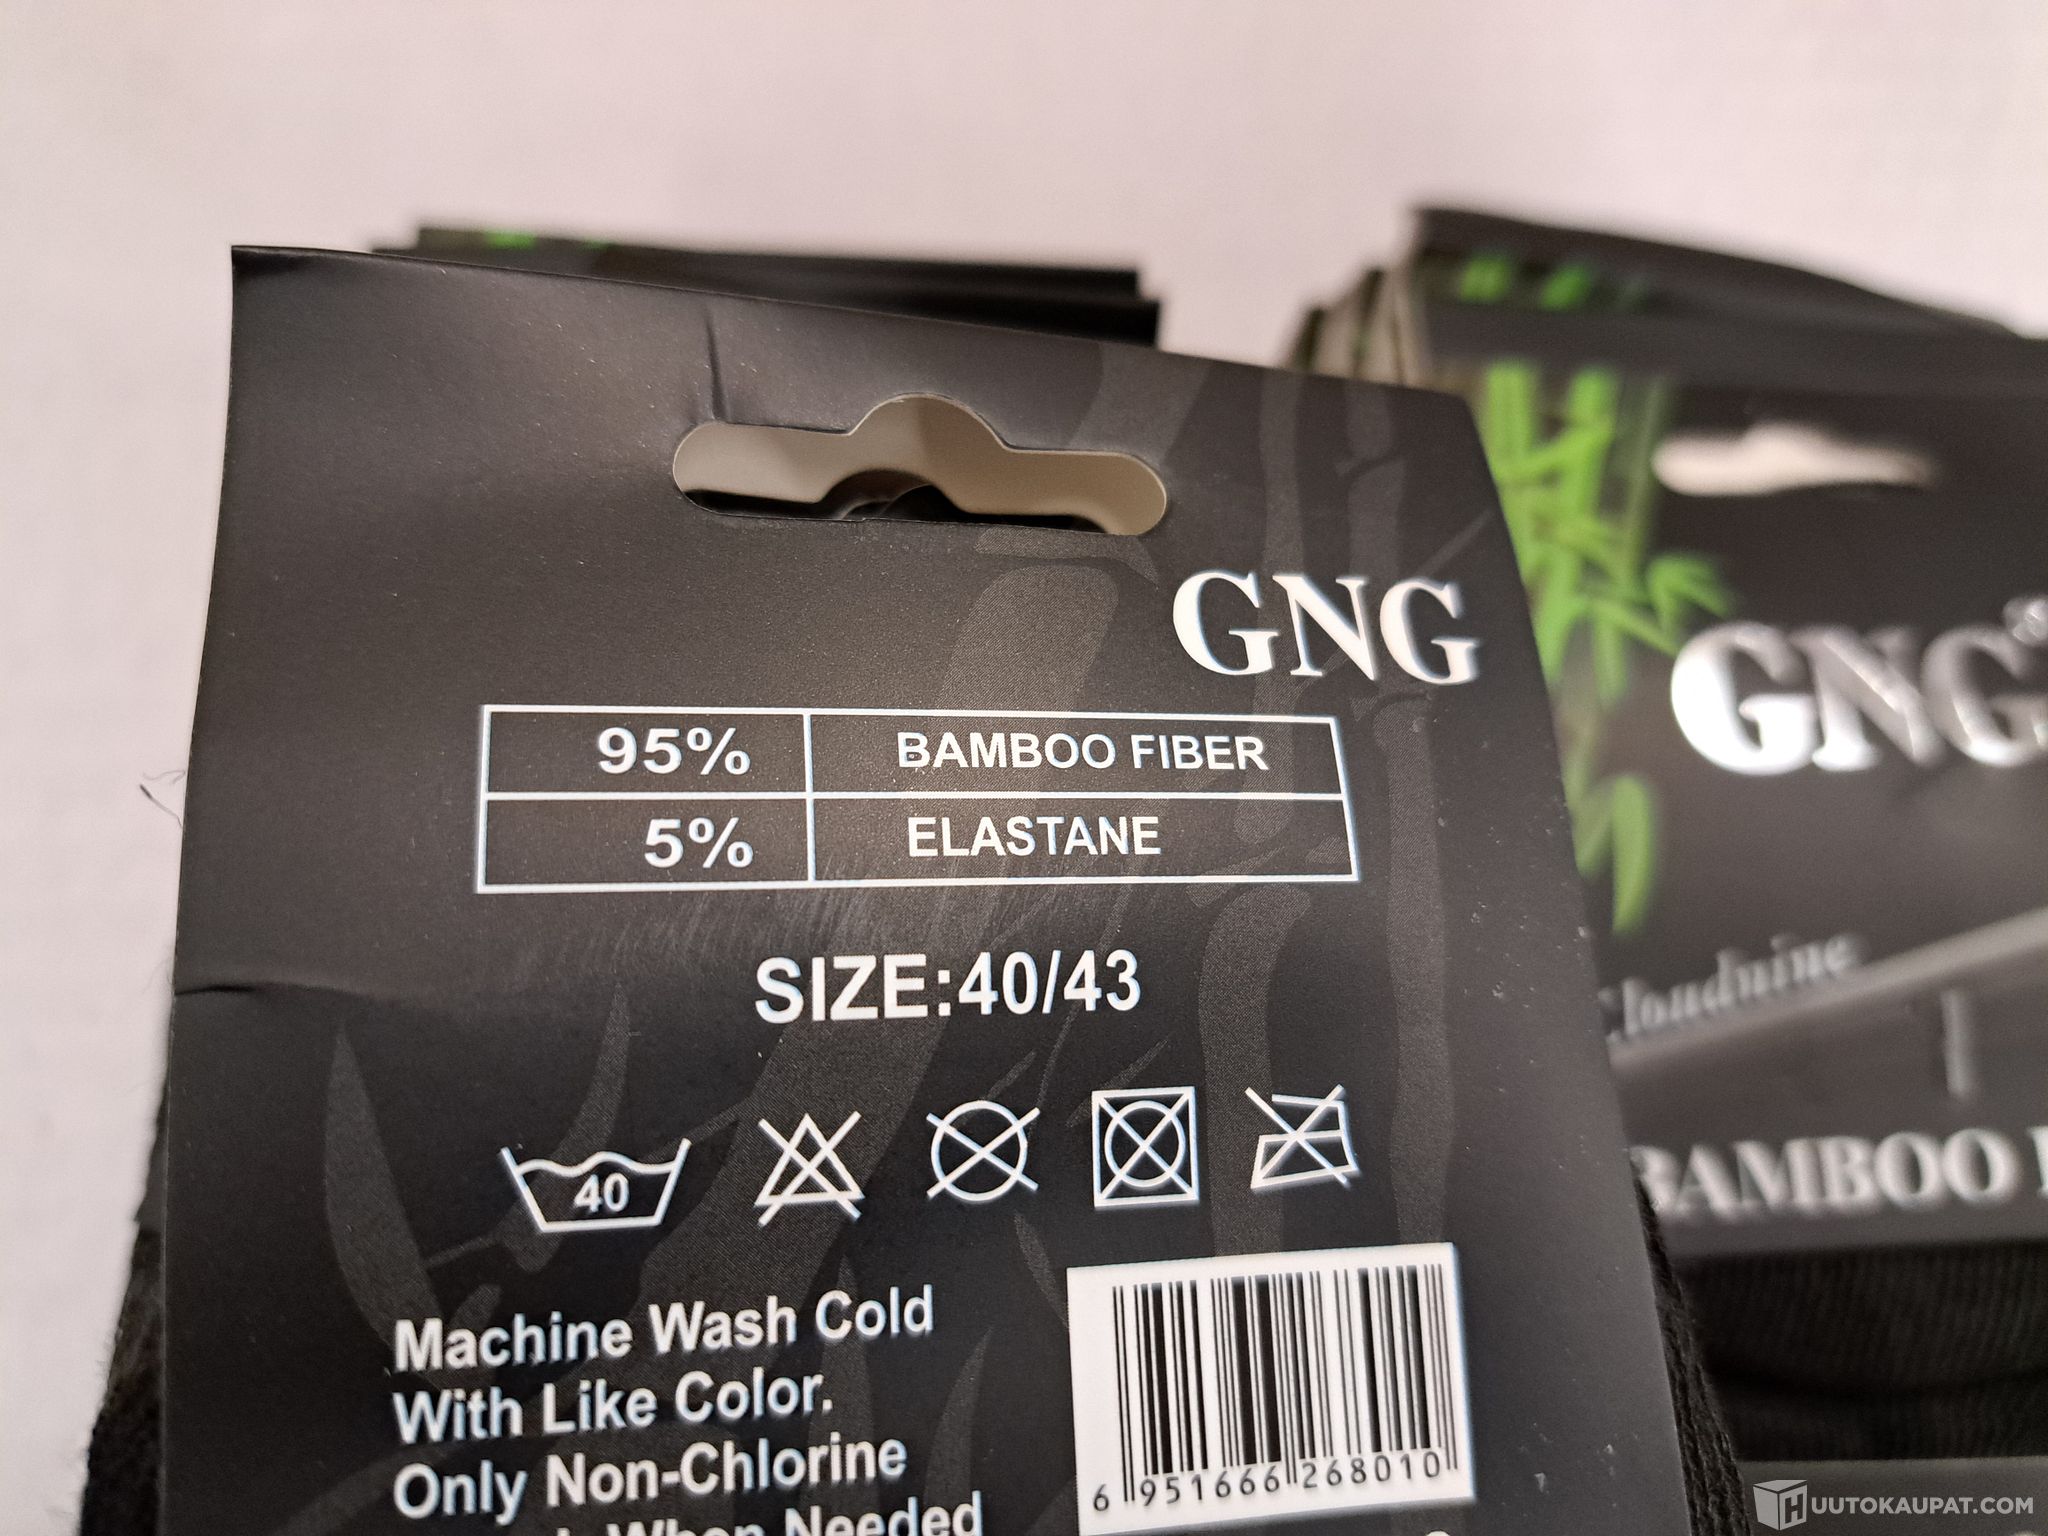 GNG
95% BAMBOO FIBER
5% ELASTANE
SIZE:40/43
40
Machine Wash Cold
With Like Color.
Only Non-Chlorine
When Needed
6 951666 268010
GNG
Cloudnine
BAMBOO
HUUTOKAUPAT.COM